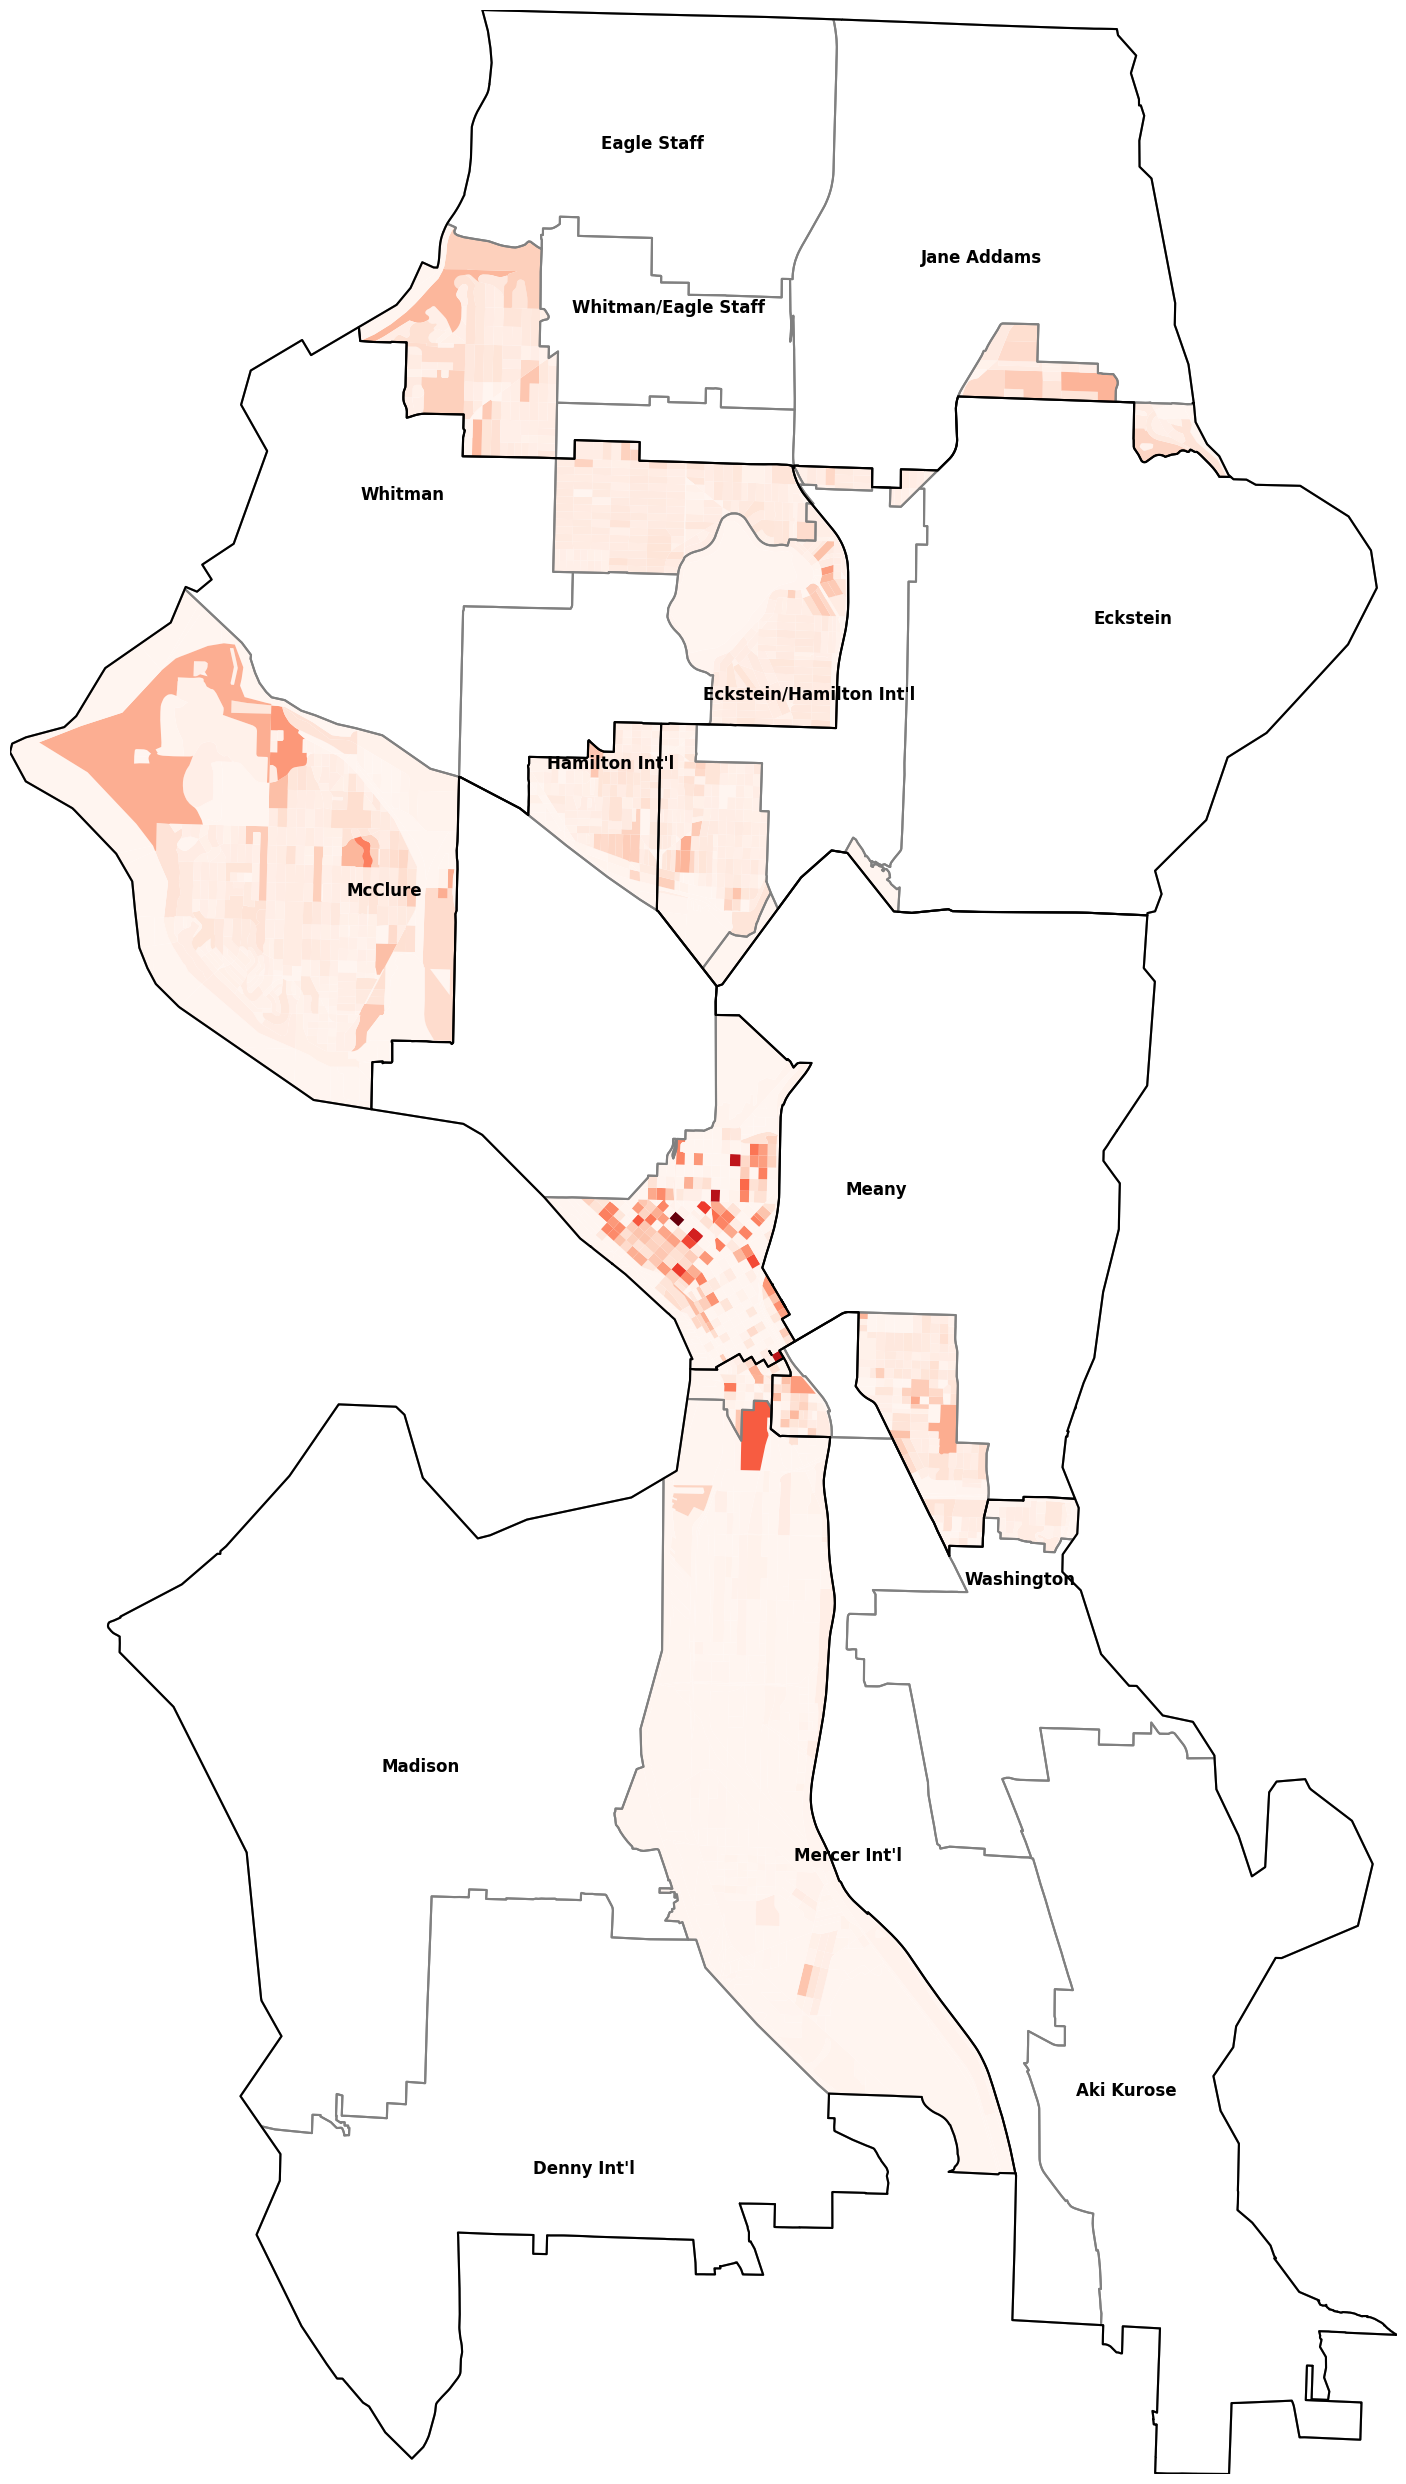 Eagle Staff
Jane Addams
Whitman/Eagle Staff
Whitman
Eckstein
Eckstein/Hamilton Int'l
Hamilton Int'l
McClure
Meany
Washington
Madison
Mercer Int'l
Aki Kurose
Denny Int'l